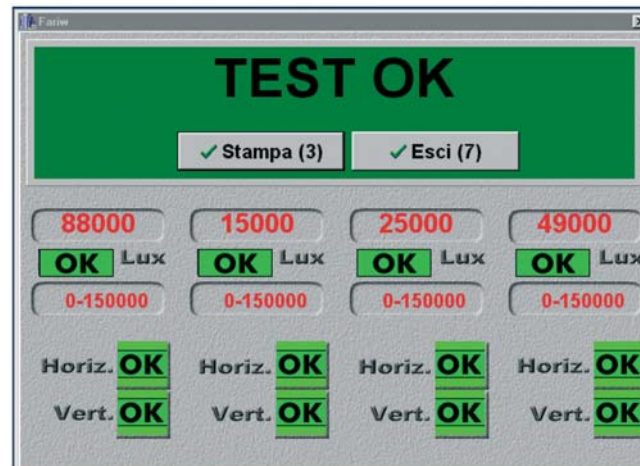 Fariw
TEST OK
Stampa (3) Esci (7)
88000 15000 25000 49000
OK Lux OK Lux OK Lux OK Lux
0-150000 0-150000 0-150000 0-150000
Horiz. OK Horiz. OK Horiz. OK Horiz. OK
Vert. OK Vert. OK Vert. OK Vert. OK